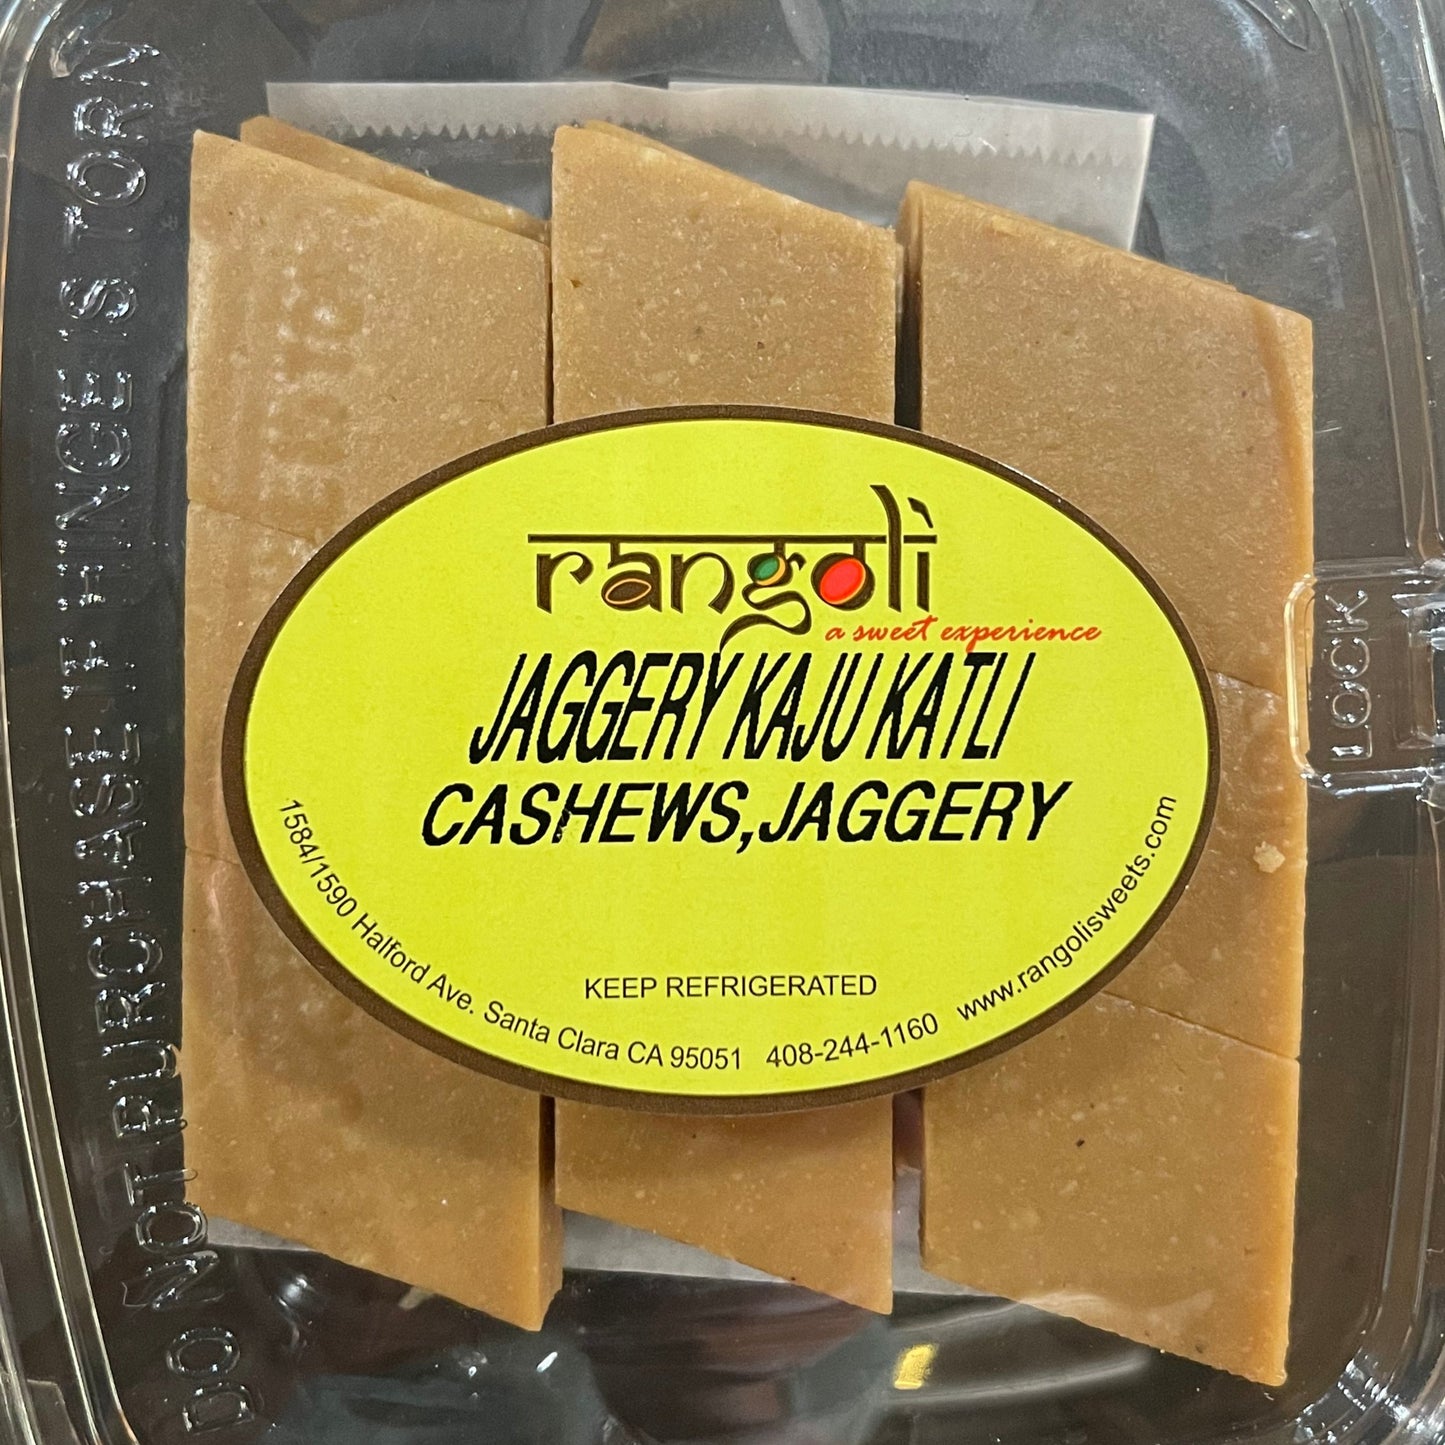 rangoli
a sweet experience
JAGGERY KAJU KATLI
CASHEWS,JAGGERY
KEEP REFRIGERATED
1584/1590 Halford Ave. Santa Clara CA 95051 408-244-1160 www.rangolisweets.com
DO NOT PURCHASE IF HINGE IS TORN
LOCK